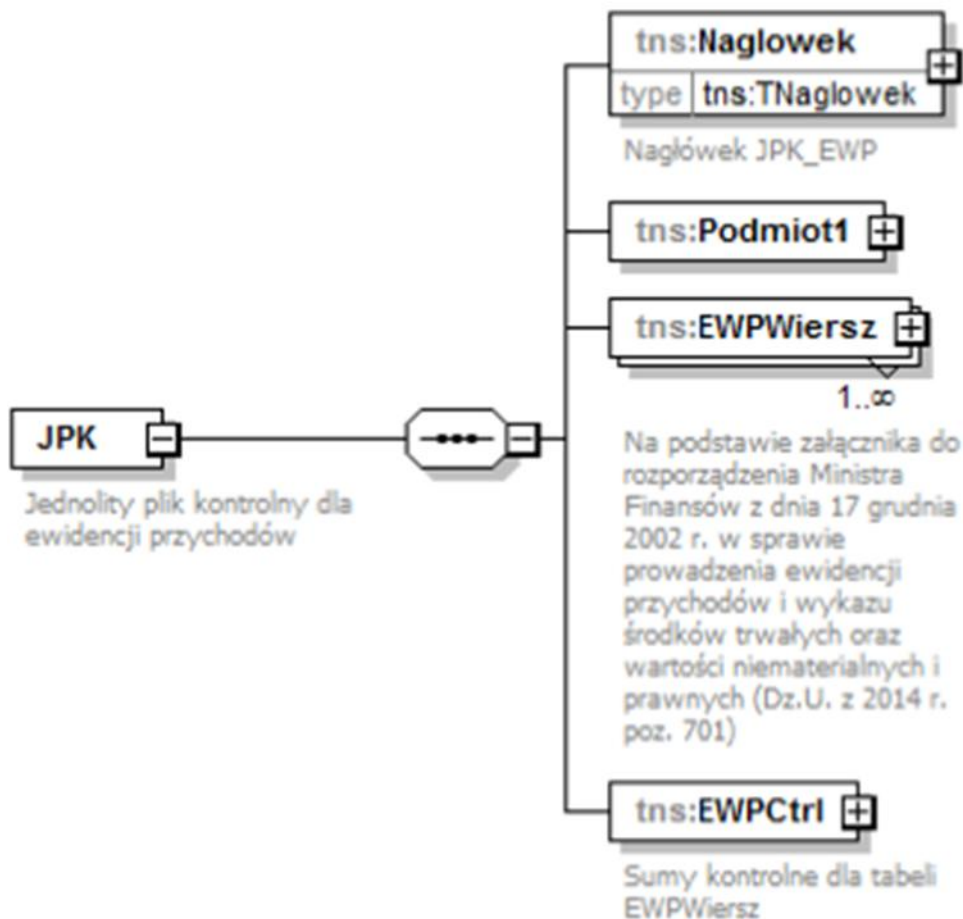 tns:Naglowek
type tns:TNaglowek
Nagłówek JPK_EWP
tns:Podmiot1
tns:EWPWiersz
1..∞
JPK
Jednolity plik kontrolny dla
ewidencji przychodów
Na podstawie załącznika do
rozporządzenia Ministra
Finansów z dnia 17 grudnia
2002 r. w sprawie
prowadzenia ewidencji
przychodów i wykazu
środków trwałych oraz
wartości niematerialnych i
prawnych (Dz.U. z 2014 r.
poz. 701)
tns:EWPCtrl
Sumy kontrolne dla tabeli
EWPWiersz